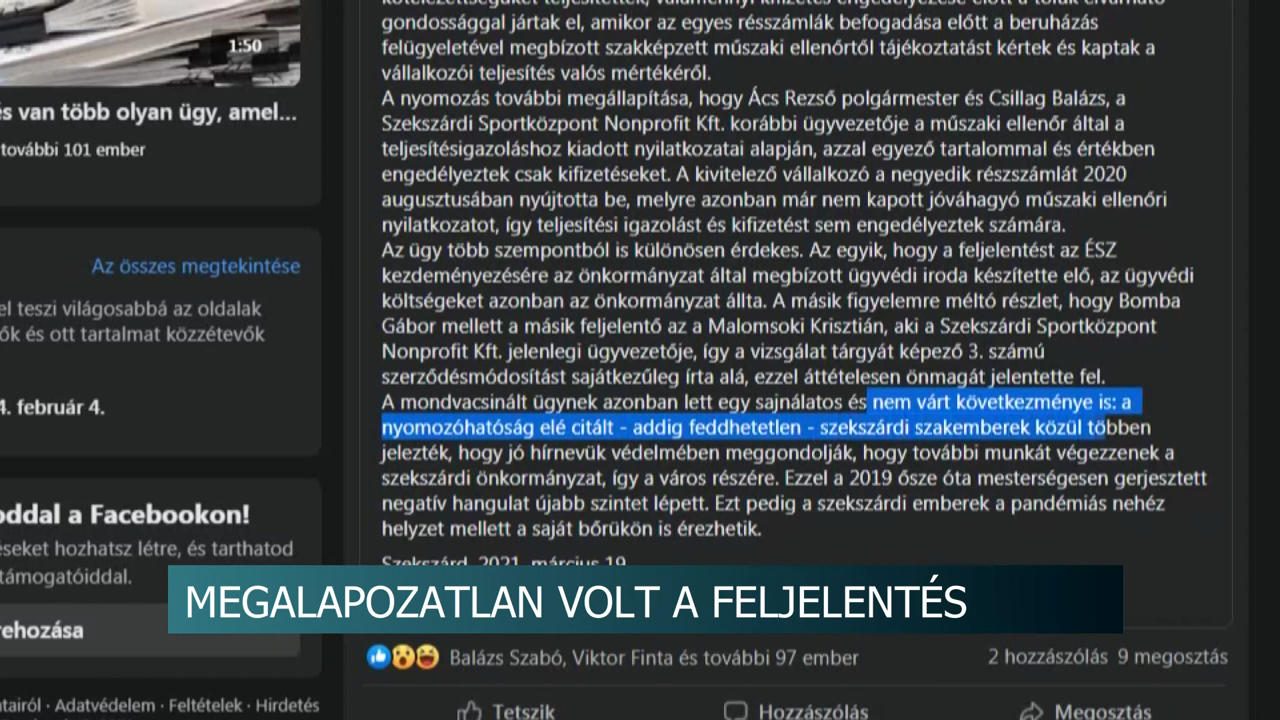 1:50
és van több olyan ügy, amel...
további 101 ember
Az összes megtekintése
el teszi világosabbá az oldalak
ők és ott tartalmat közzétevők
4. február 4.
oddal a Facebookon!
éseket hozhatsz létre, és tarthatod
támogatóiddal.
rehozása
tairól · Adatvédelem · Feltételek · Hirdetés
kötelezettségüket teljesítették, valamennyi kifizetés engedélyezése előtt a tőlük elvárható
gondossággal jártak el, amikor az egyes résszámlák befogadása előtt a beruházás
felügyeletével megbízott szakképzett műszaki ellenőrtől tájékoztatást kértek és kaptak a
vállalkozói teljesítés valós mértékéről.
A nyomozás további megállapítása, hogy Ács Rezső polgármester és Csillag Balázs, a
Szekszárdi Sportközpont Nonprofit Kft. korábbi ügyvezetője a műszaki ellenőr által a
teljesítésigazoláshoz kiadott nyilatkozatai alapján, azzal egyező tartalommal és értékben
engedélyeztek csak kifizetéseket. A kivitelező vállalkozó a negyedik részszámlát 2020
augusztusában nyújtotta be, melyre azonban már nem kapott jóváhagyó műszaki ellenőri
nyilatkozatot, így teljesítési igazolást és kifizetést sem engedélyeztek számára.
Az ügy több szempontból is különösen érdekes. Az egyik, hogy a feljelentést az ÉSZ
kezdeményezésére az önkormányzat által megbízott ügyvédi iroda készítette elő, az ügyvédi
költségeket azonban az önkormányzat állta. A másik figyelemre méltó részlet, hogy Bomba
Gábor mellett a másik feljelentő az a Malomsoki Krisztián, aki a Szekszárdi Sportközpont
Nonprofit Kft. jelenlegi ügyvezetője, így a vizsgálat tárgyát képező 3. számú
szerződésmódosítást sajátkezűleg írta alá, ezzel áttételesen önmagát jelentette fel.
A mondvacsinált ügynek azonban lett egy sajnálatos és nem várt következménye is: a
nyomozóhatóság elé citált - addig feddhetetlen - szekszárdi szakemberek közül többen
jelezték, hogy jó hírnevük védelmében meggondolják, hogy további munkát végezzenek a
szekszárdi önkormányzat, így a város részére. Ezzel a 2019 ősze óta mesterségesen gerjesztett
negatív hangulat újabb szintet lépett. Ezt pedig a szekszárdi emberek a pandémiás nehéz
helyzet mellett a saját bőrükön is érezhetik.
Szekszárd, 2021. március 19.
MEGALAPOZATLAN VOLT A FELJELENTÉS
Balázs Szabó, Viktor Finta és további 97 ember
2 hozzászólás 9 megosztás
Tetszik
Hozzászólás
Megosztás